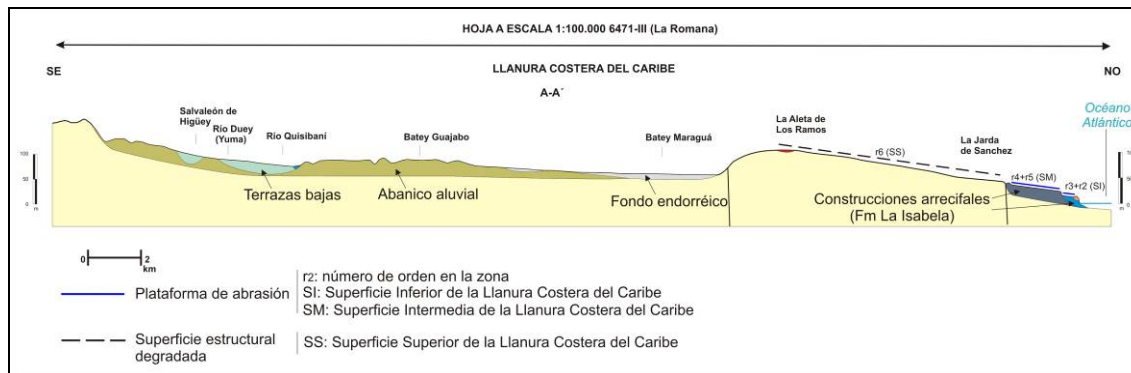 HOJA A ESCALA 1:100.000 6471-III (La Romana)
SE
LLANURA COSTERA DEL CARIBE
NO
A-A´
Océano
Atlántico
Salvaleón de
Higüey
Río Duey
(Yuma)
Río Quisibaní
Batey Guajabo
Batey Maraguá
La Aleta de
Los Ramos
La Jarda
de Sanchez
r6 (SS)
r4+r5 (SM)
r3+r2 (SI)
100
50
0
m
100
50
0
m
Terrazas bajas
Abanico aluvial
Fondo endorréico
Construcciones arrecifales
(Fm La Isabela)
0 2
km
Plataforma de abrasión
r2: número de orden en la zona
SI: Superficie Inferior de la Llanura Costera del Caribe
SM: Superficie Intermedia de la Llanura Costera del Caribe
Superficie estructural
degradada
SS: Superficie Superior de la Llanura Costera del Caribe